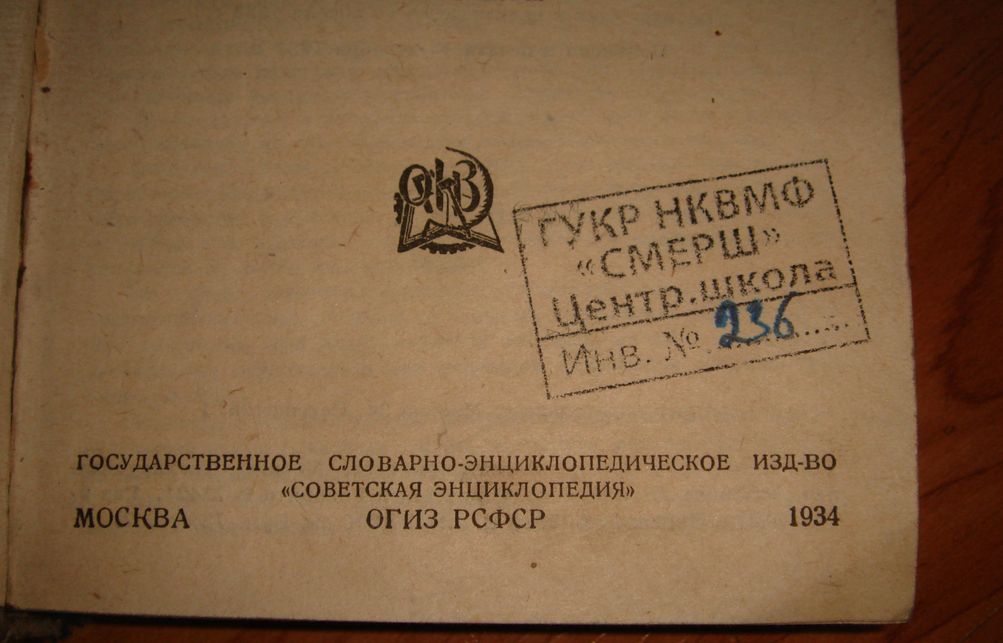 ОГИЗ
ГУКР НКВМФ
«СМЕРШ»
Центр.школа
Инв. № 236
ГОСУДАРСТВЕННОЕ СЛОВАРНО-ЭНЦИКЛОПЕДИЧЕСКОЕ ИЗД-ВО
«СОВЕТСКАЯ ЭНЦИКЛОПЕДИЯ»
МОСКВА ОГИЗ РСФСР 1934